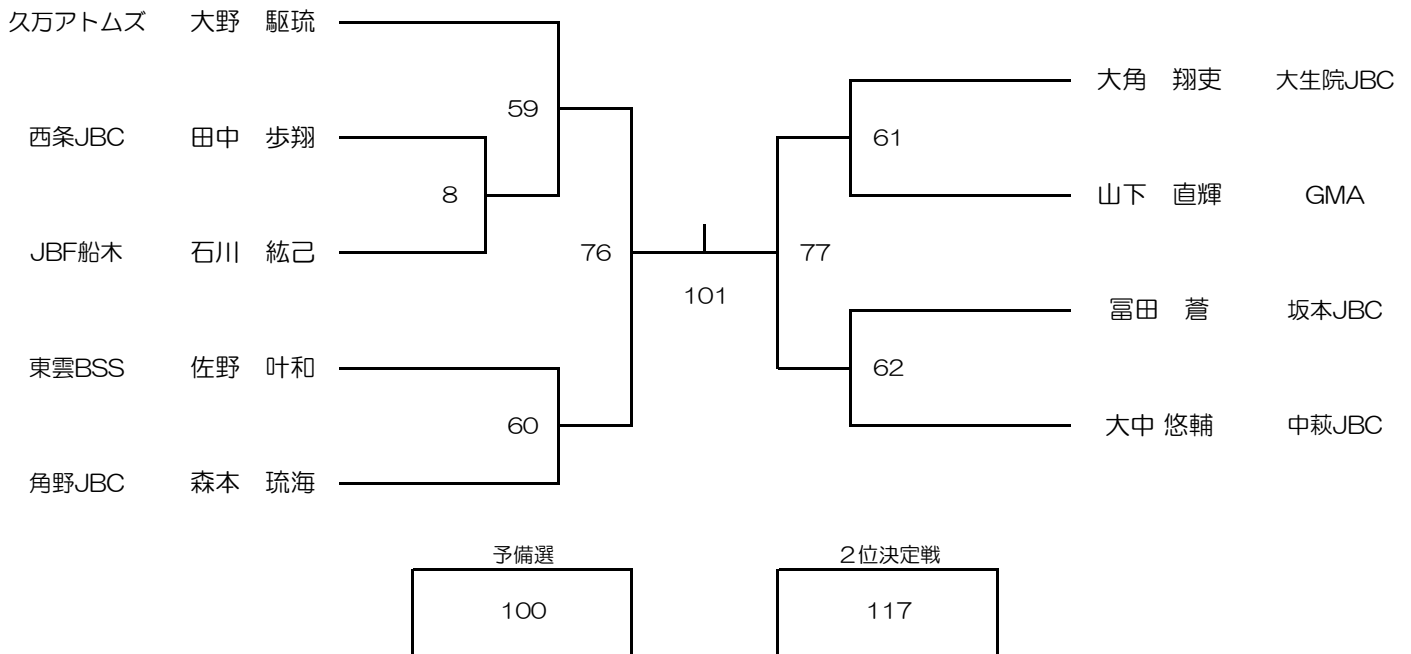 久万アトムズ 大野 駆琉
大角 翔吏 大生院JBC
59
西条JBC 田中 歩翔
61
8
山下 直輝 GMA
JBF船木 石川 紘己
76
77
101
冨田 蒼 坂本JBC
東雲BSS 佐野 叶和
62
60
大中 悠輔 中萩JBC
角野JBC 森本 琉海
予備選 2位決定戦
100 117